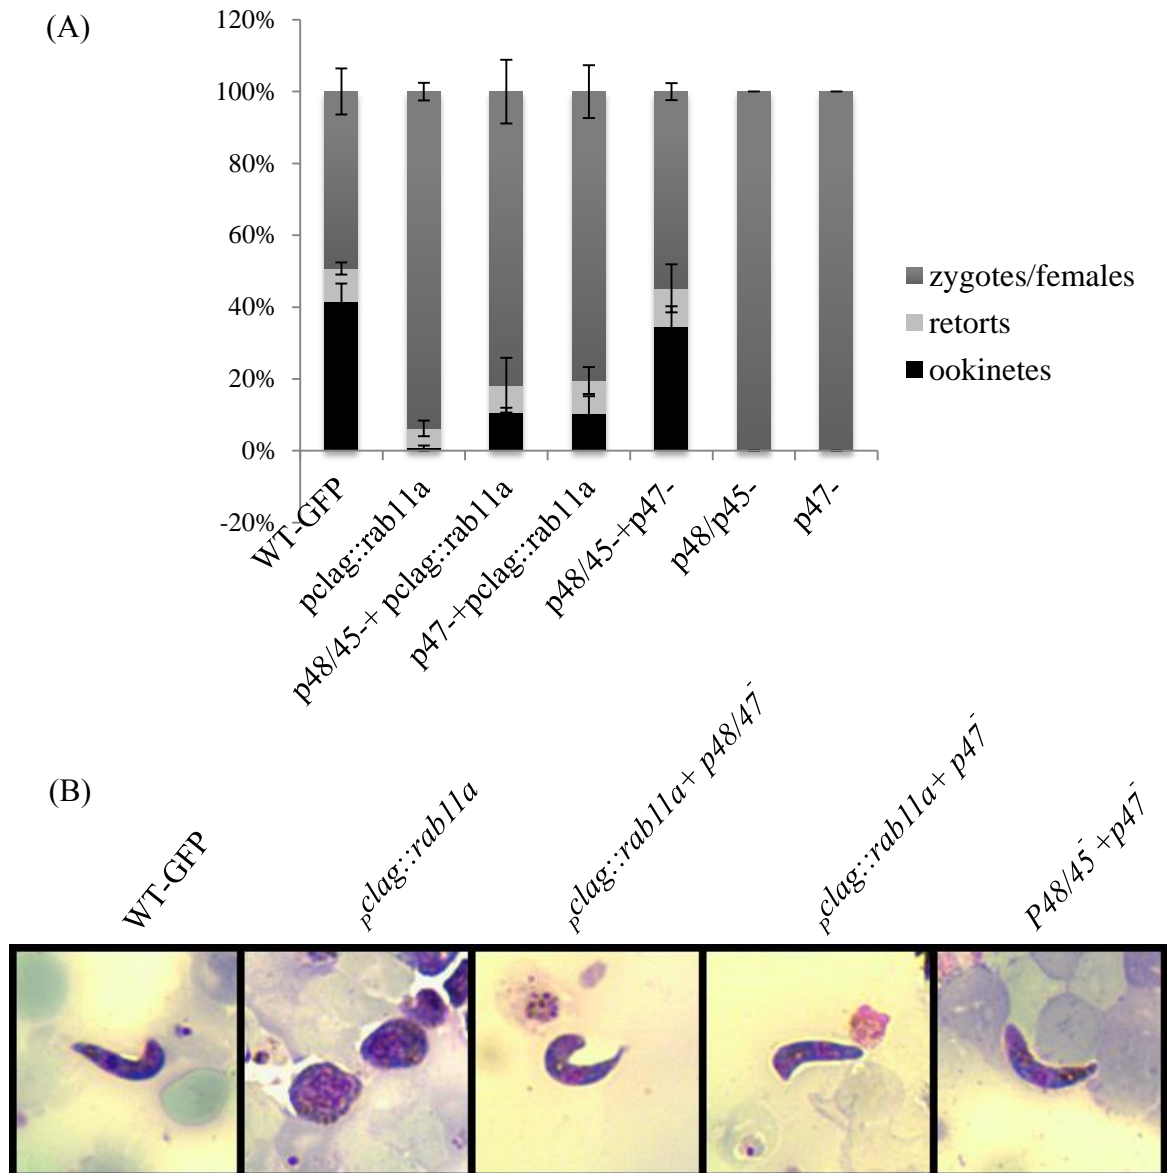 (A)
120%
100%
80%
60%
40%
20%
0%
-20%
zygotes/females
retorts
ookinetes
WT-GFP
pclag::rab11a
p48/45-+ pclag::rab11a
p47-+pclag::rab11a
p48/45-+p47-
p48/p45-
p47-
(B)
WT-GFP
pclag::rab11a
pclag::rab11a+ p48/47-
pclag::rab11a+ p47-
P48/45-+p47-